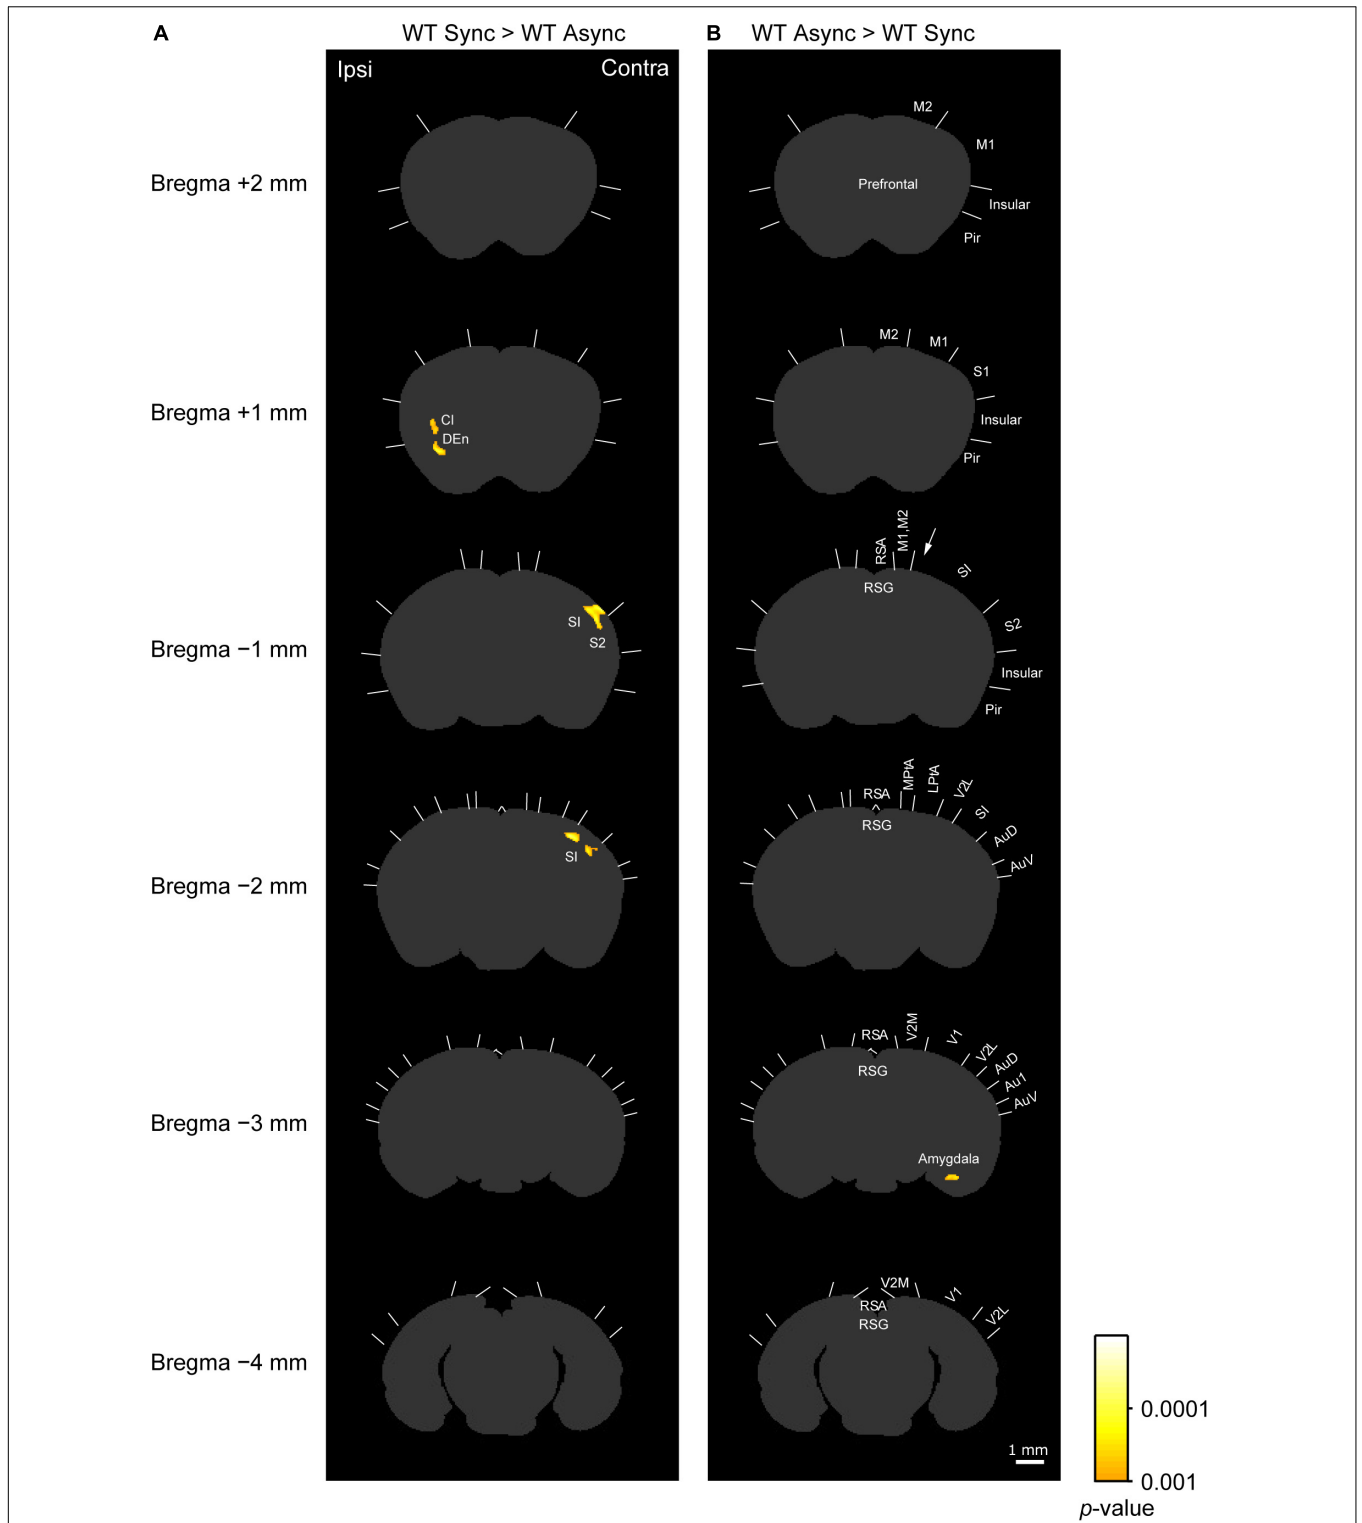 A WT Sync > WT Async
B WT Async > WT Sync
Ipsi Contra
Bregma +2 mm
M2
M1
Prefrontal
Insular
Pir
Bregma +1 mm
Cl
DEn
M2
M1
S1
Insular
Pir
Bregma −1 mm
SI
S2
RSA
M1,M2
RSG
SI
S2
Insular
Pir
Bregma −2 mm
SI
RSA
MPtA
LPtA
V2L
SI
AuD
AuV
RSG
Bregma −3 mm
RSA
V2M
V1
V2L
AuD
Au1
AuV
RSG
Amygdala
Bregma −4 mm
V2M
V1
V2L
RSA
RSG
1 mm
0.0001
0.001
p-value